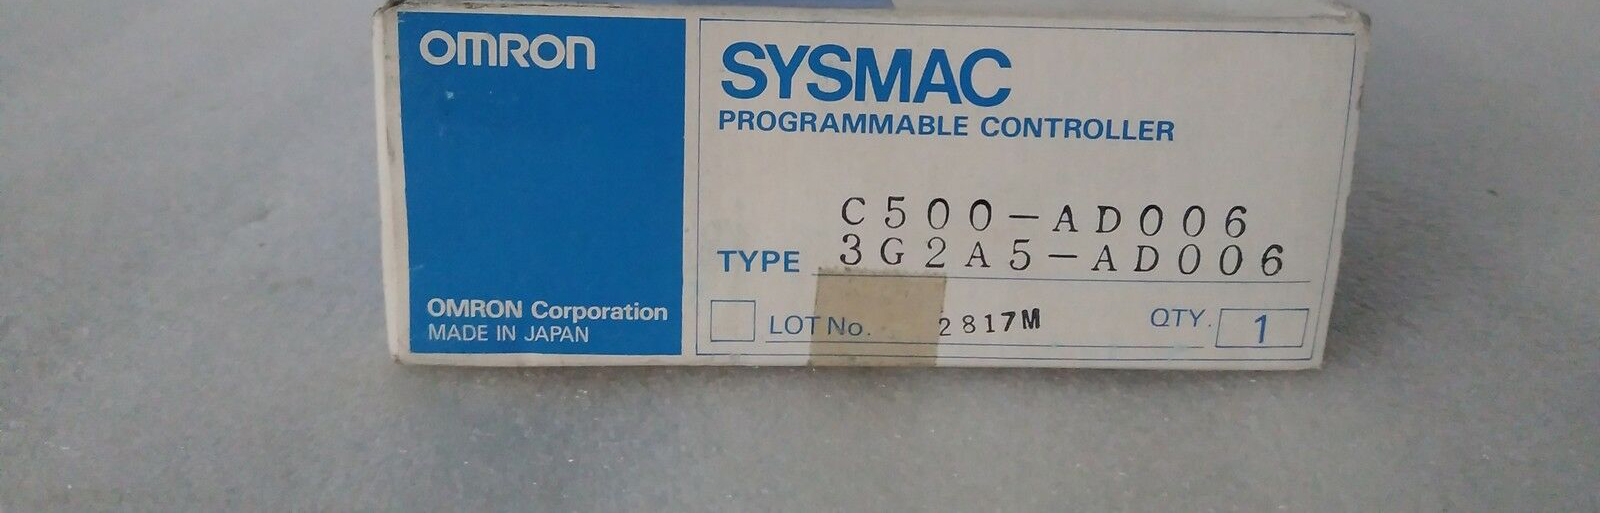 OMRON
SYSMAC
PROGRAMMABLE CONTROLLER
C500-AD006
TYPE 3G2A5-AD006
LOT No. 2817M QTY. 1
OMRON Corporation
MADE IN JAPAN